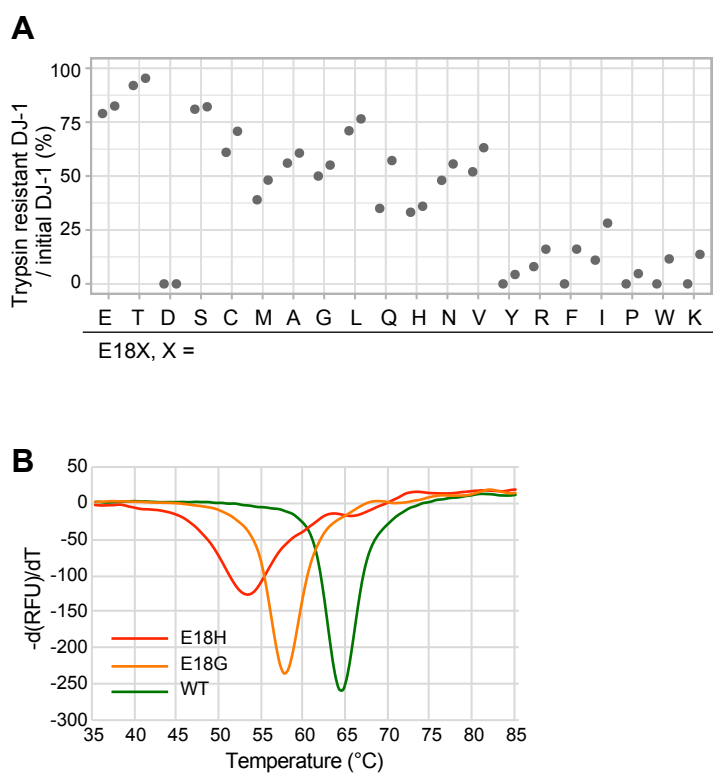 A
Trypsin resistant DJ-1
/ initial DJ-1 (%)
100
75
50
25
0
E T D S C M A G L Q H N V Y R F I P W K
E18X, X =
B
-d(RFU)/dT
50
0
-50
-100
-150
-200
-250
-300
E18H
E18G
WT
35 40 45 50 55 60 65 70 75 80 85
Temperature (°C)